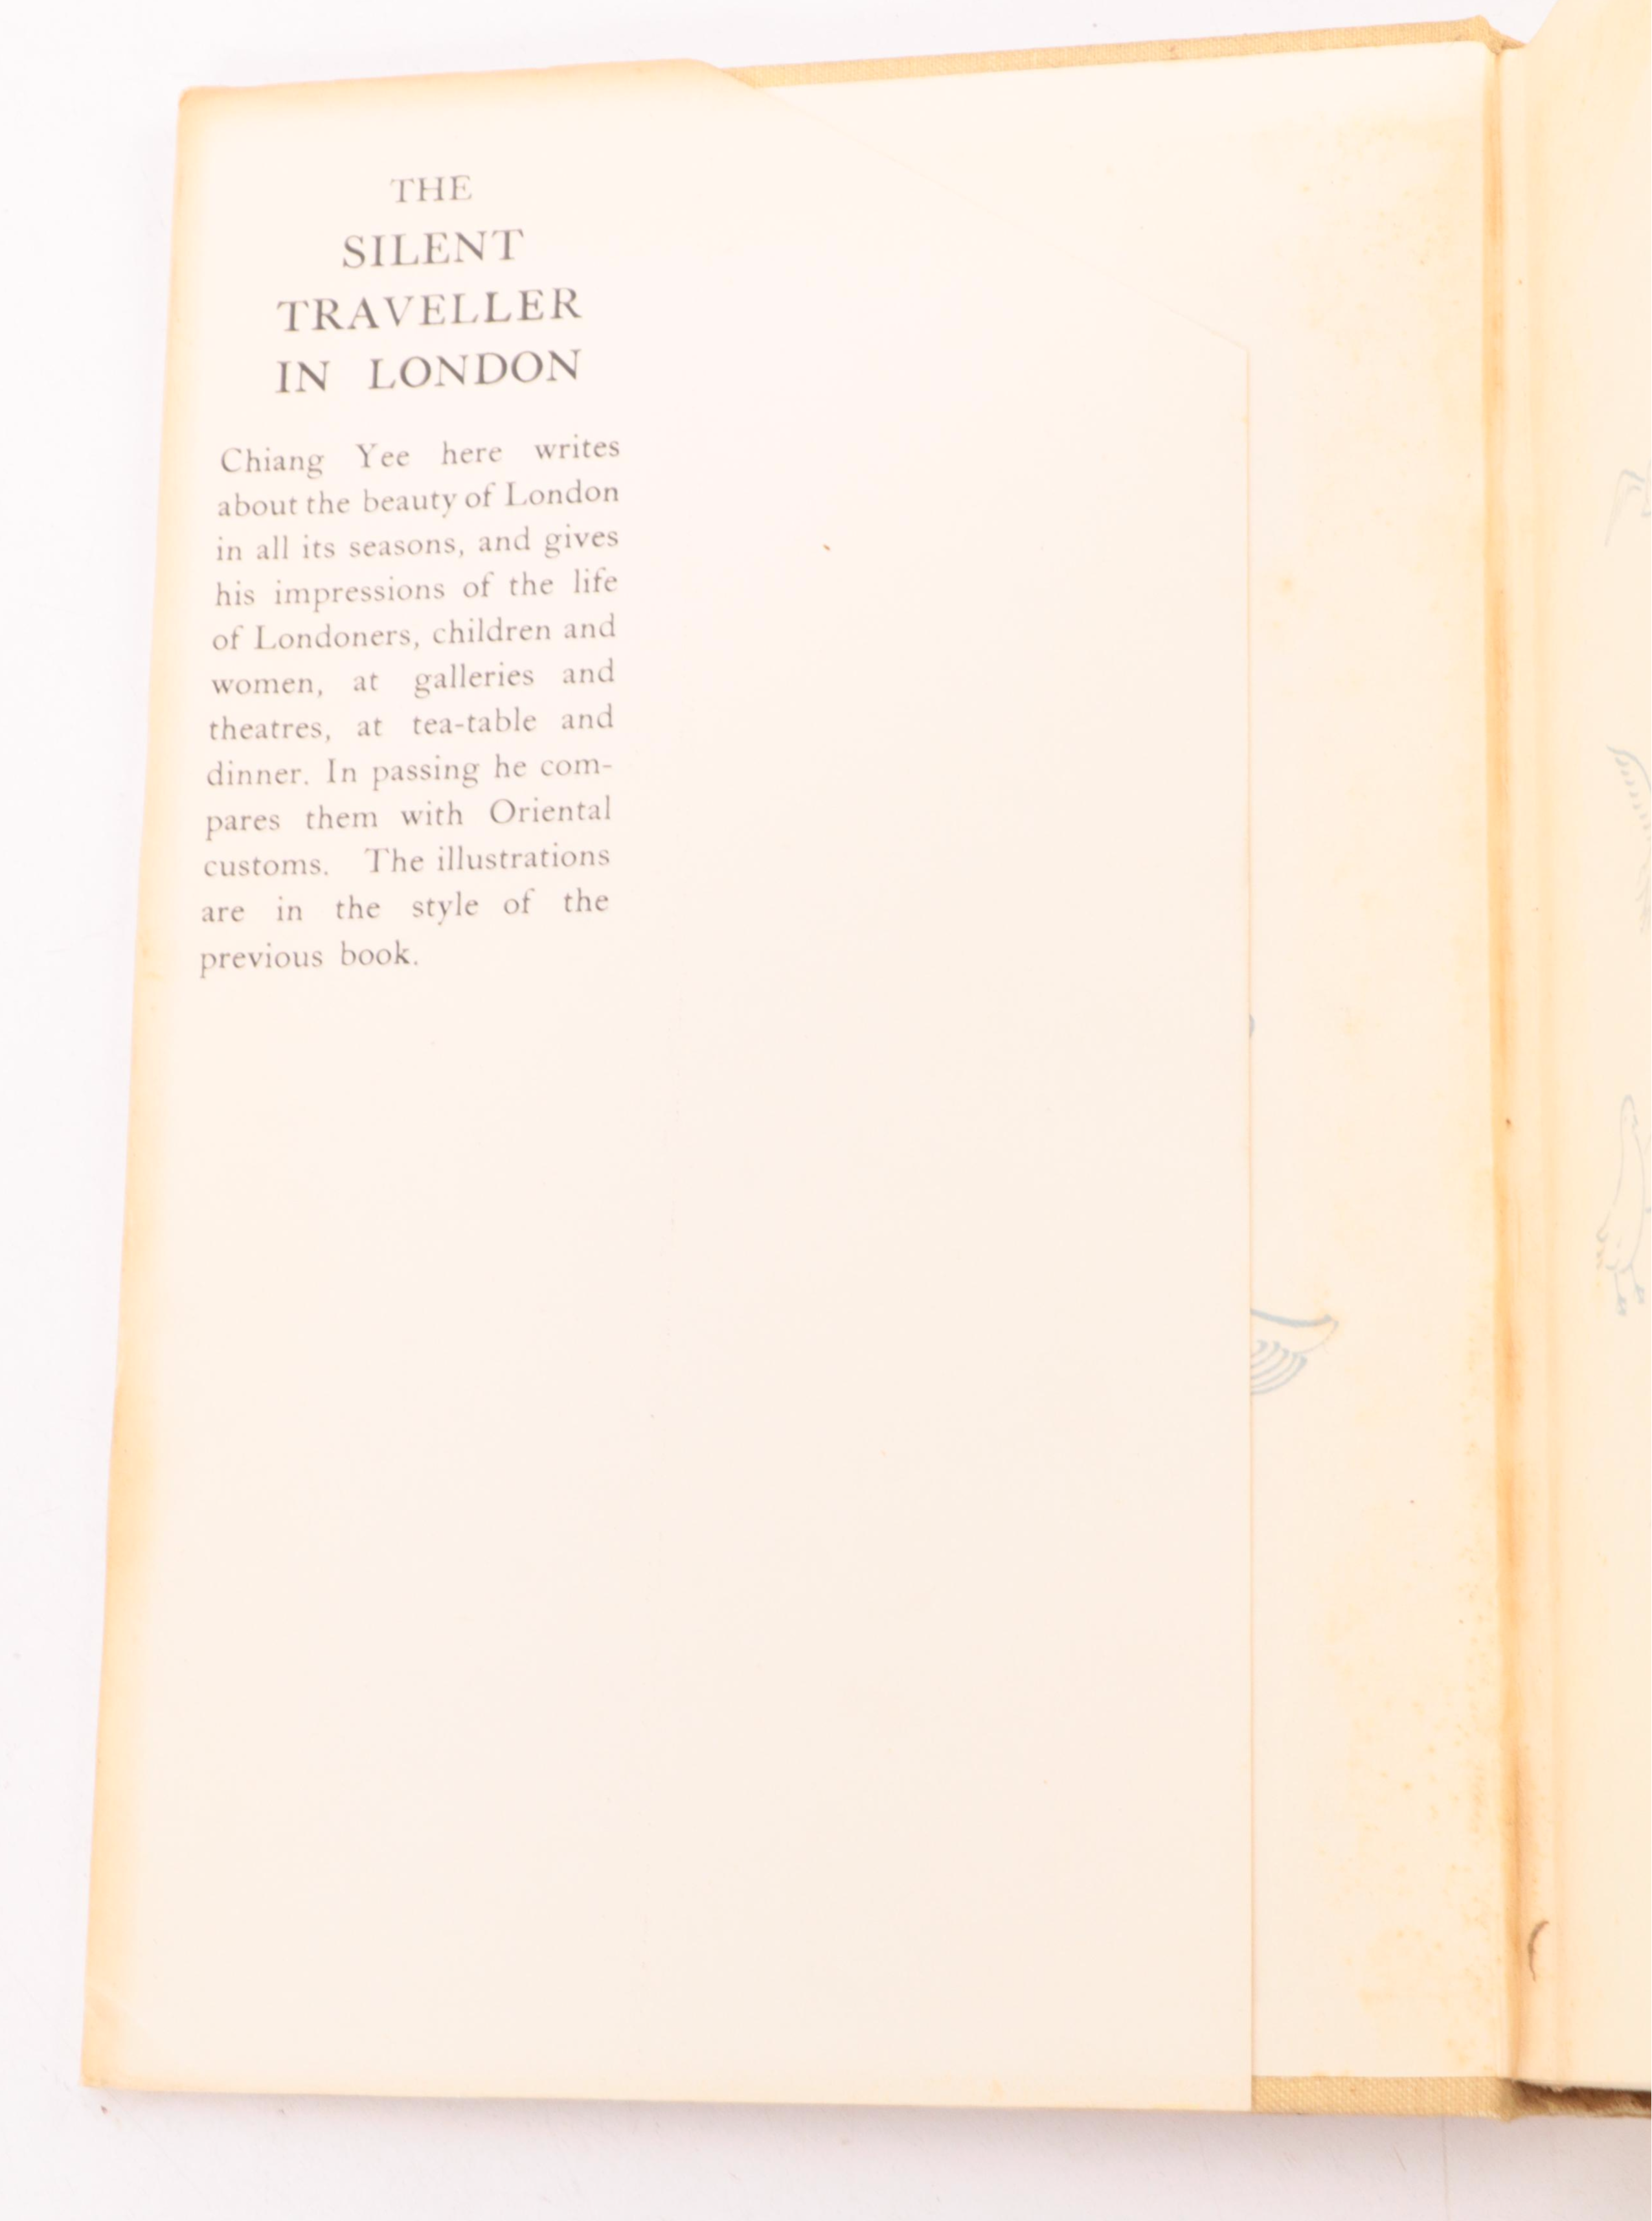 THE
SILENT
TRAVELLER
IN LONDON
Chiang Yee here writes
about the beauty of London
in all its seasons, and gives
his impressions of the life
of Londoners, children and
women, at galleries and
theatres, at tea-table and
dinner. In passing he com-
pares them with Oriental
customs. The illustrations
are in the style of the
previous book.